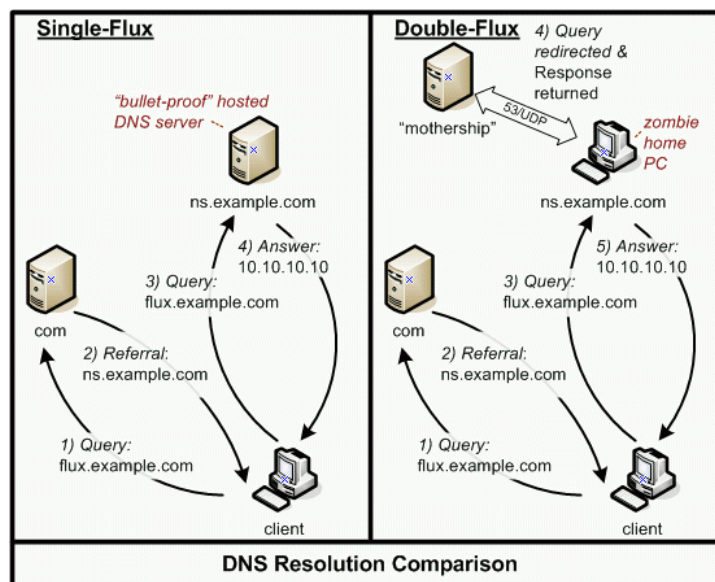 Single-Flux
"bullet-proof" hosted
DNS server
ns.example.com
4) Answer:
10.10.10.10
3) Query:
flux.example.com
com
2) Referral:
ns.example.com
1) Query:
flux.example.com
client
Double-Flux
4) Query
redirected &
Response
returned
53/UDP
"mothership"
zombie
home
PC
ns.example.com
5) Answer:
10.10.10.10
3) Query:
flux.example.com
com
2) Referral:
ns.example.com
1) Query:
flux.example.com
client
DNS Resolution Comparison